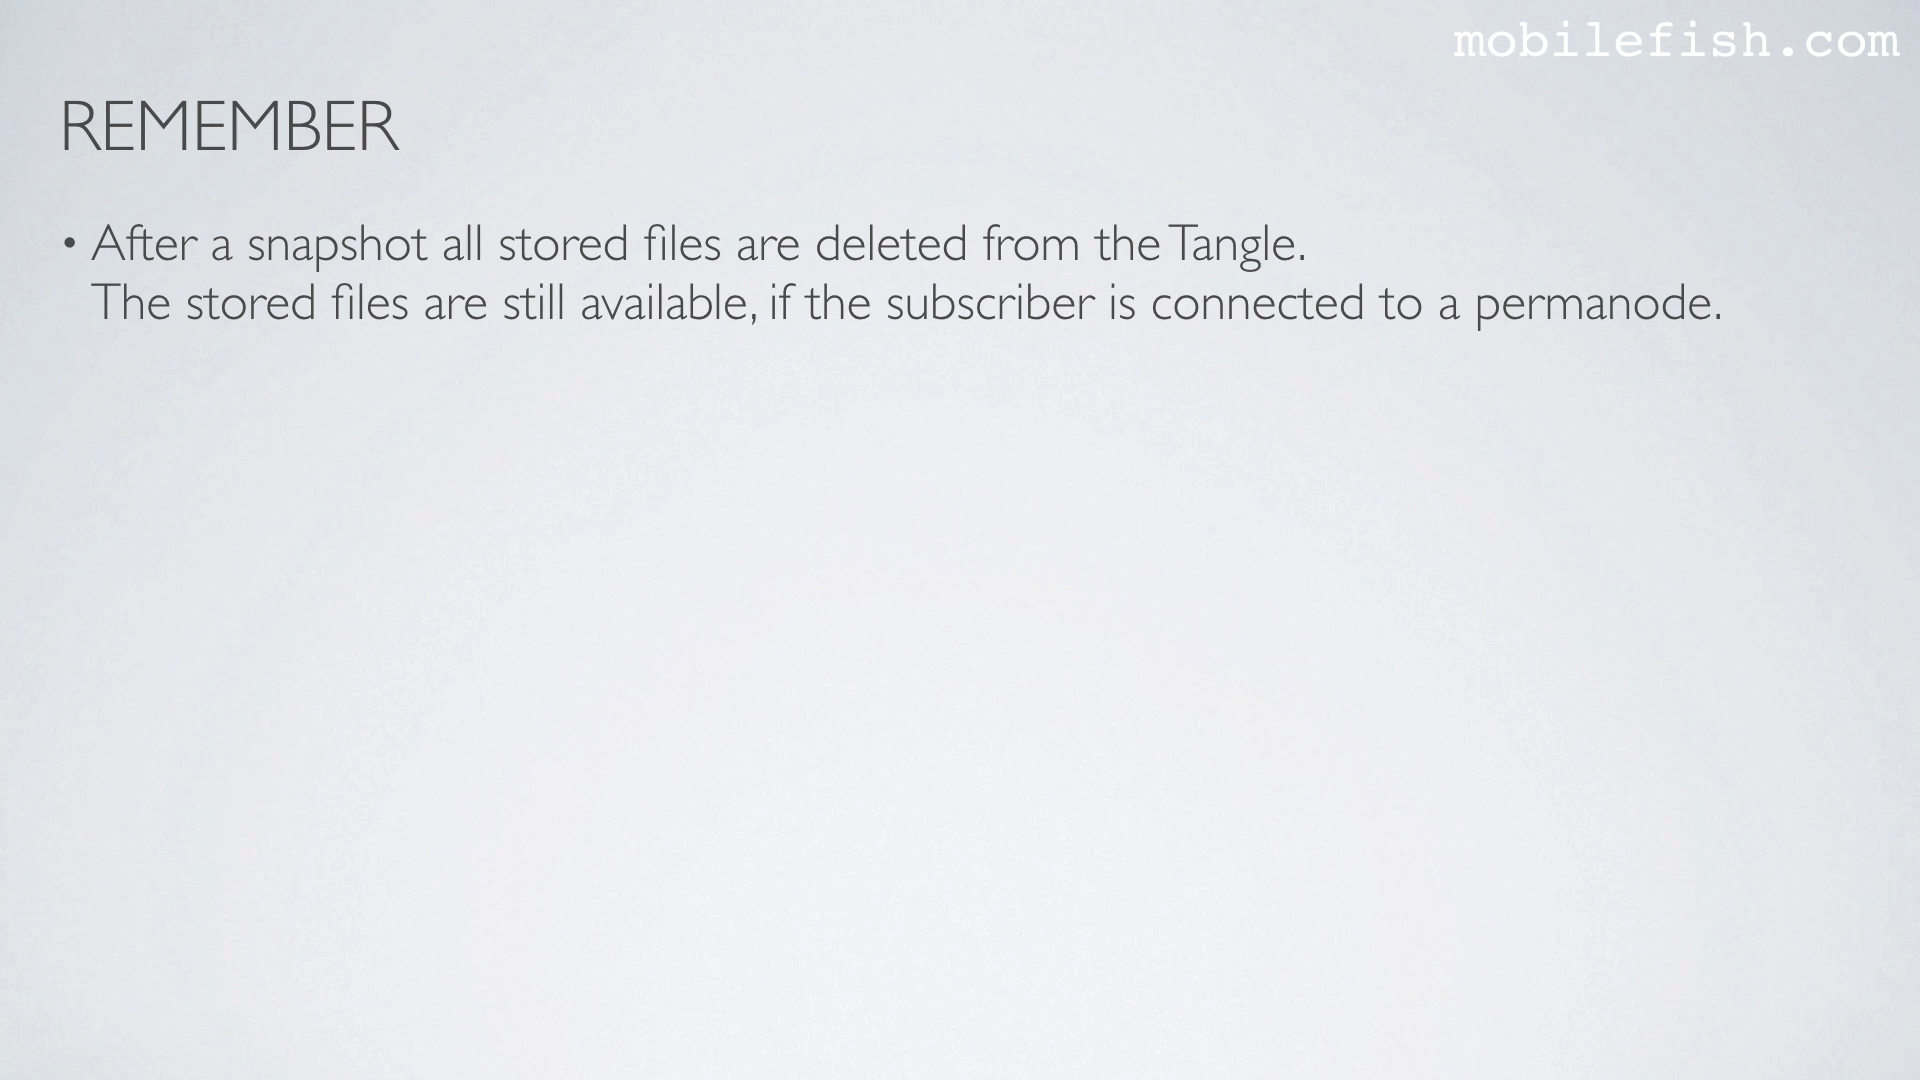 mobilefish.com
REMEMBER
• After a snapshot all stored files are deleted from the Tangle.
The stored files are still available, if the subscriber is connected to a permanode.